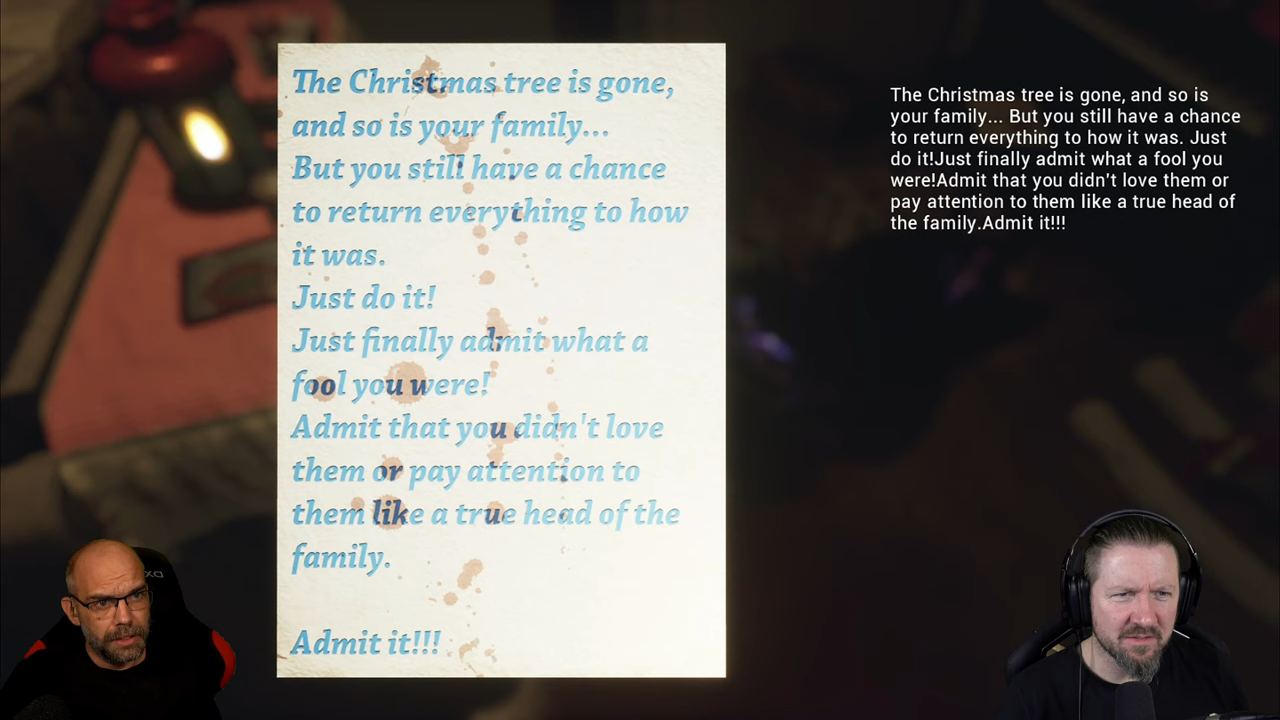 The Christmas tree is gone,
and so is your family...
But you still have a chance
to return everything to how
it was.
Just do it!
Just finally admit what a
fool you were!
Admit that you didn't love
them or pay attention to
them like a true head of the
family.
Admit it!!!
The Christmas tree is gone, and so is
your family... But you still have a chance
to return everything to how it was. Just
do it!Just finally admit what a fool you
were!Admit that you didn't love them or
pay attention to them like a true head of
the family.Admit it!!!